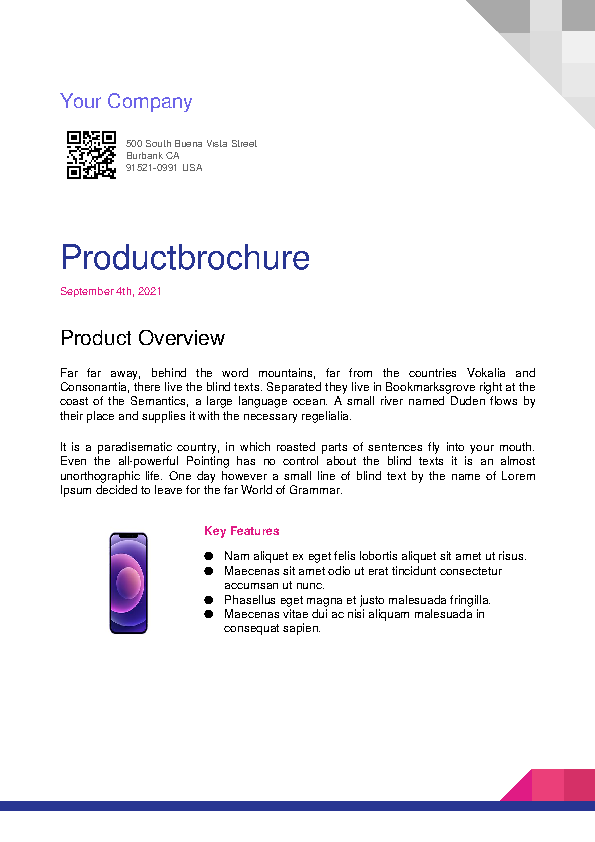 Your Company
500 South Buena Vista Street
Burbank CA
91521-0991 USA
Productbrochure
September 4th, 2021
Product Overview
Far far away, behind the word mountains, far from the countries Vokalia and
Consonantia, there live the blind texts. Separated they live in Bookmarksgrove right at the
coast of the Semantics, a large language ocean. A small river named Duden flows by
their place and supplies it with the necessary regelialia.
It is a paradisematic country, in which roasted parts of sentences fly into your mouth.
Even the all-powerful Pointing has no control about the blind texts it is an almost
unorthographic life. One day however a small line of blind text by the name of Lorem
Ipsum decided to leave for the far World of Grammar.
Key Features
● Nam aliquet ex eget felis lobortis aliquet sit amet ut risus.
● Maecenas sit amet odio ut erat tincidunt consectetur
accumsan ut nunc.
● Phasellus eget magna et justo malesuada fringilla.
● Maecenas vitae dui ac nisi aliquam malesuada in
consequat sapien.